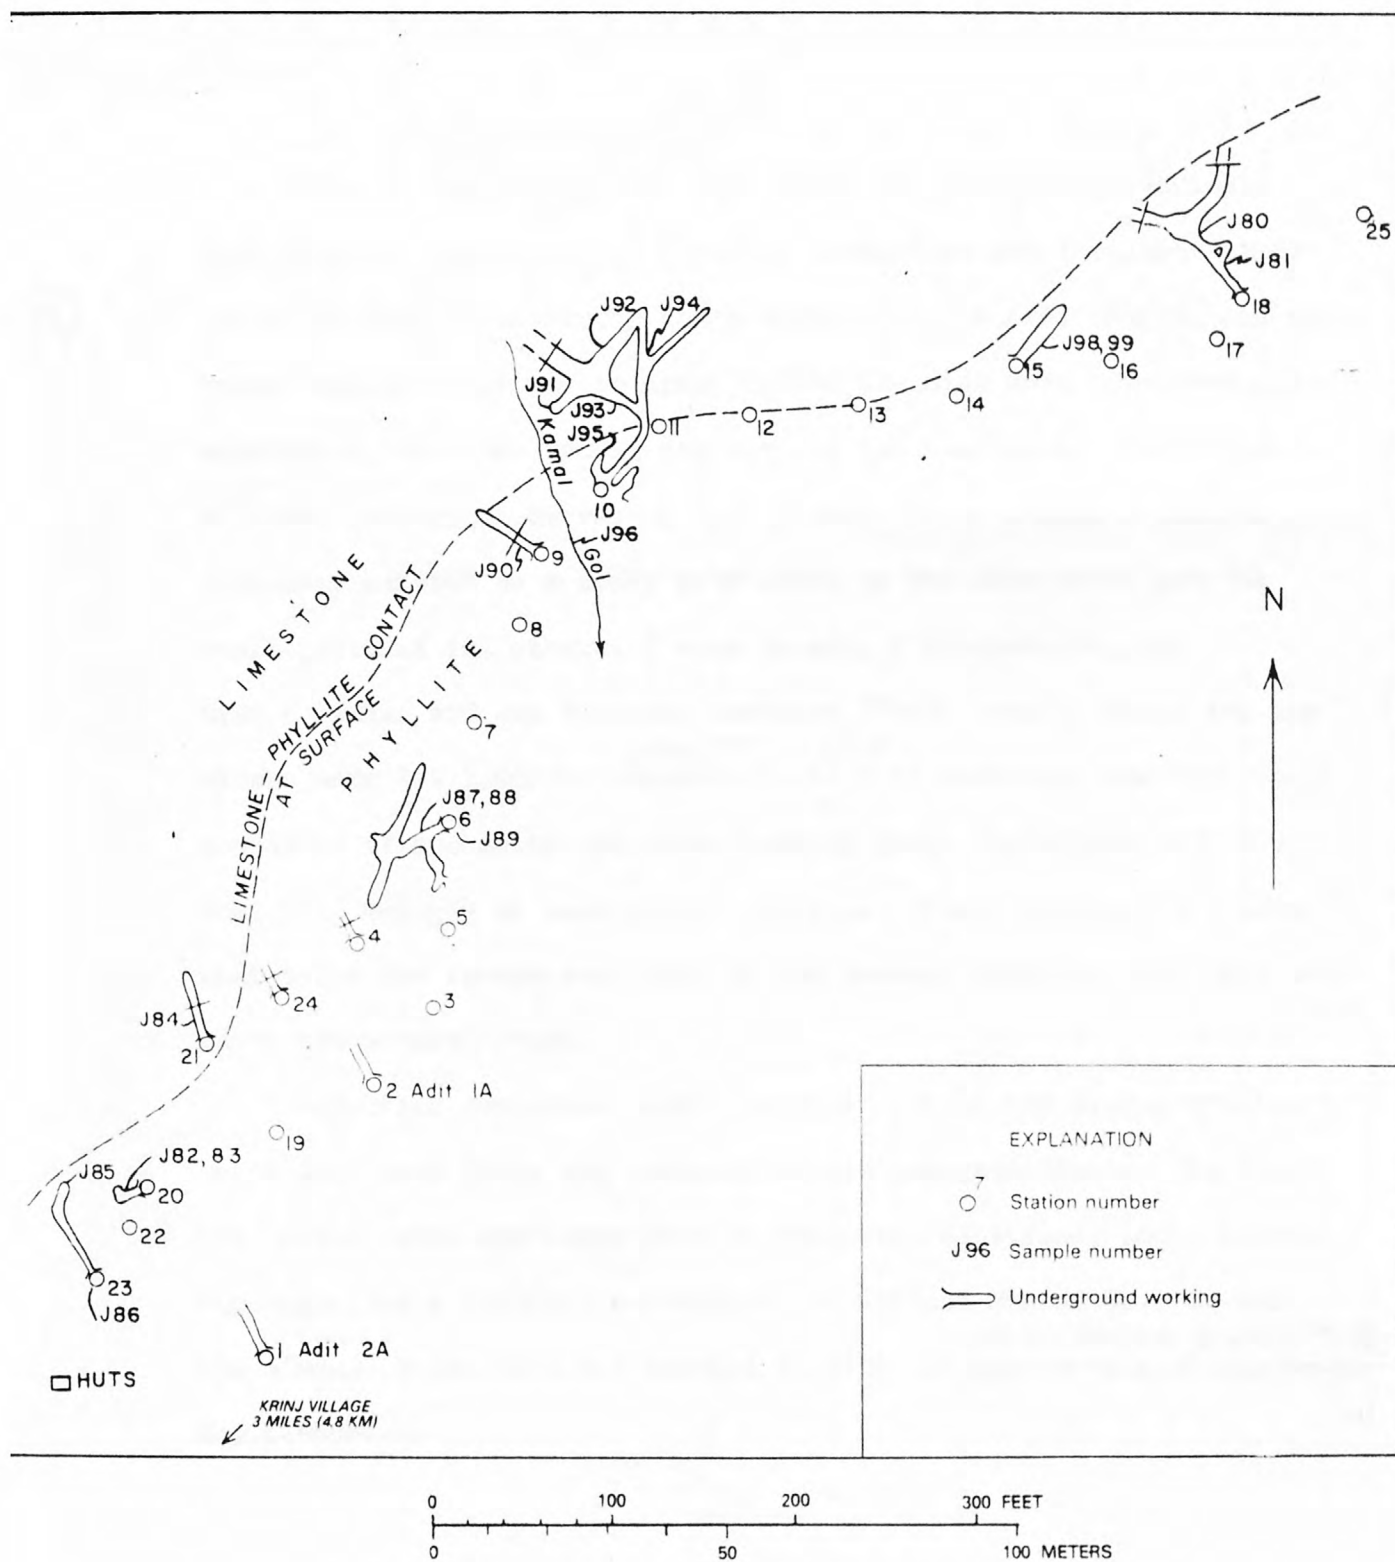 J80
25
J81
18
J92
J94
J98,99
17
15
16
J91
J93
14
13
11
12
J95
Kamal
10
J96
Gol
9
J90
LIMESTONE
8
N
LIMESTONE PHYLLITE CONTACT
AT SURFACE
PHYLLITE
7
J87,88
6
J89
5
4
24
3
J84
21
2 Adit 1A
19
J82,83
J85
20
22
23
J86
1 Adit 2A
HUTS
KRINJ VILLAGE
3 MILES (4.8 KM)
EXPLANATION
7
Station number
J96 Sample number
Underground working
0 100 200 300 FEET
0 50 100 METERS